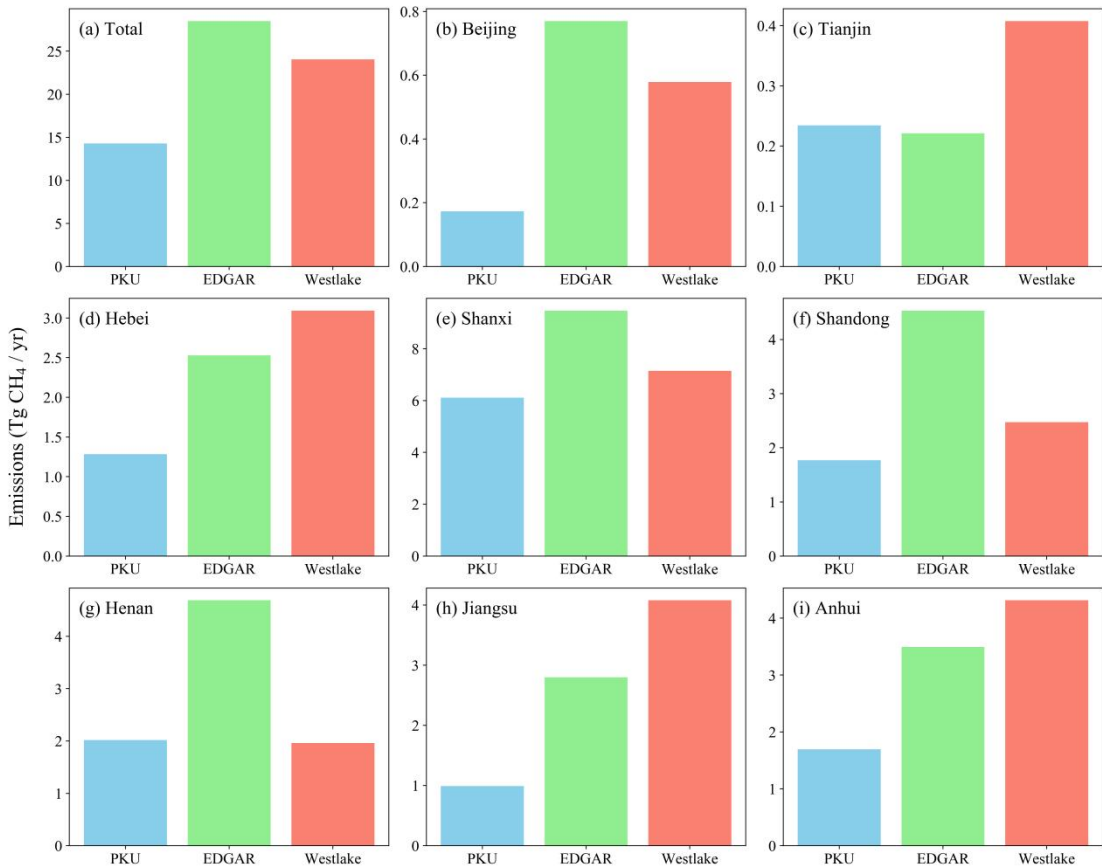 (a) Total
25
20
15
10
5
0
PKU EDGAR Westlake
(b) Beijing
0.8
0.6
0.4
0.2
0.0
PKU EDGAR Westlake
(c) Tianjin
0.4
0.3
0.2
0.1
0.0
PKU EDGAR Westlake
Emissions (Tg CH₄ / yr)
(d) Hebei
3.0
2.5
2.0
1.5
1.0
0.5
0.0
PKU EDGAR Westlake
(e) Shanxi
8
6
4
2
0
PKU EDGAR Westlake
(f) Shandong
4
3
2
1
0
PKU EDGAR Westlake
(g) Henan
4
3
2
1
0
PKU EDGAR Westlake
(h) Jiangsu
4
3
2
1
0
PKU EDGAR Westlake
(i) Anhui
4
3
2
1
0
PKU EDGAR Westlake